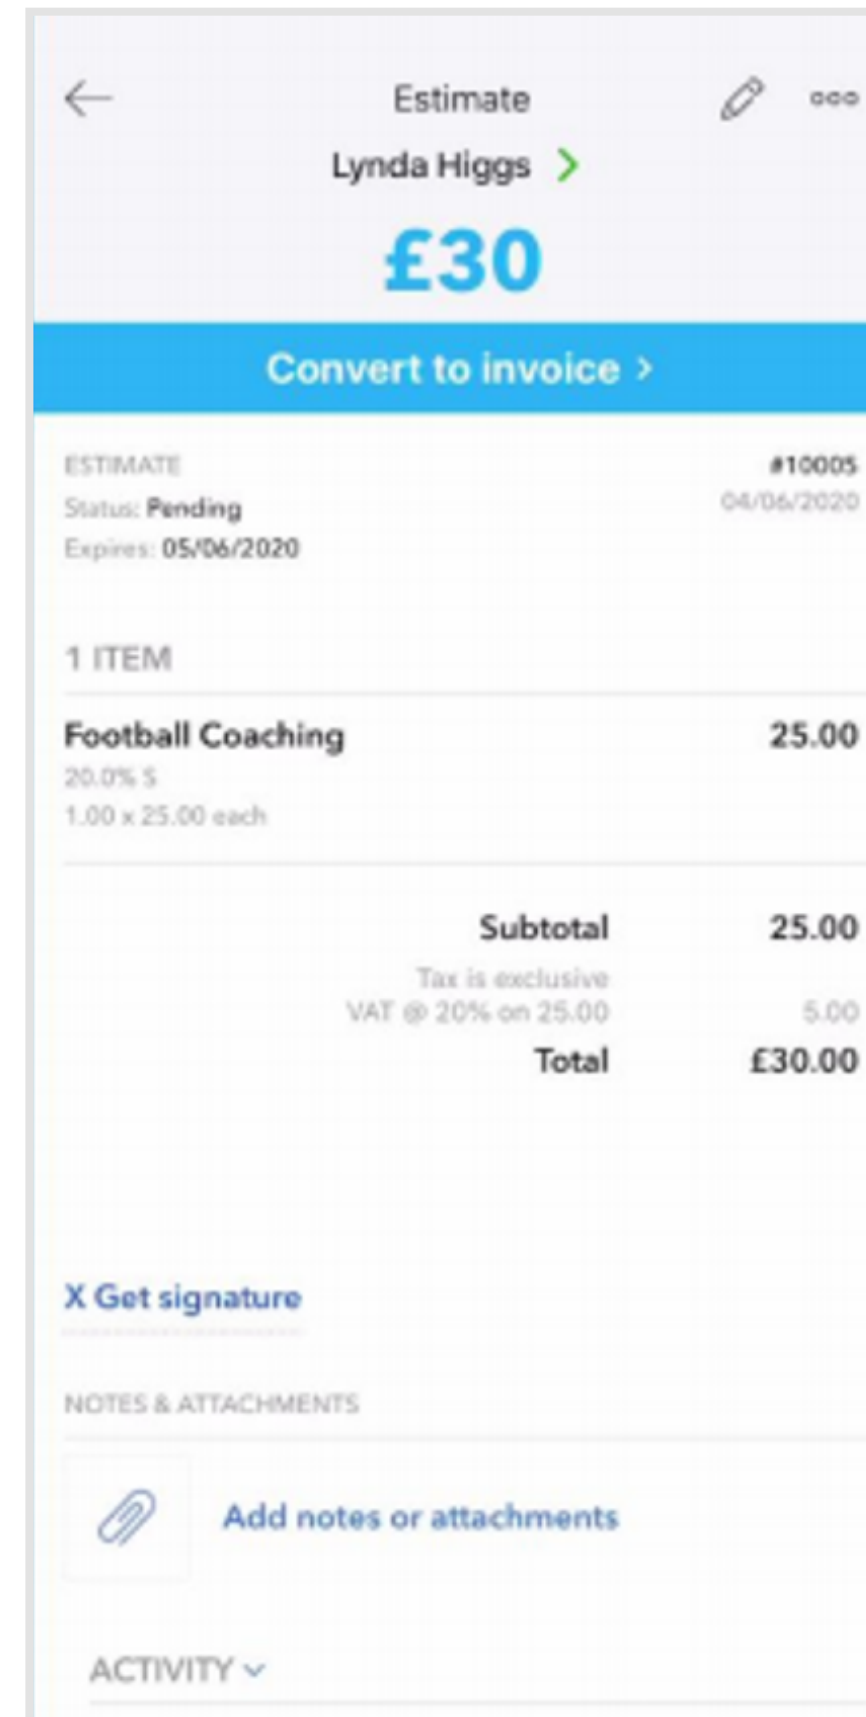 Estimate
Lynda Higgs
£30
Convert to invoice
ESTIMATE
#10005
Status: Pending
04/06/2020
Expires: 05/06/2020
1 ITEM
Football Coaching 25.00
20.0% S
1.00 x 25.00 each
Subtotal 25.00
Tax is exclusive
VAT @ 20% on 25.00 5.00
Total £30.00
X Get signature
NOTES & ATTACHMENTS
Add notes or attachments
ACTIVITY